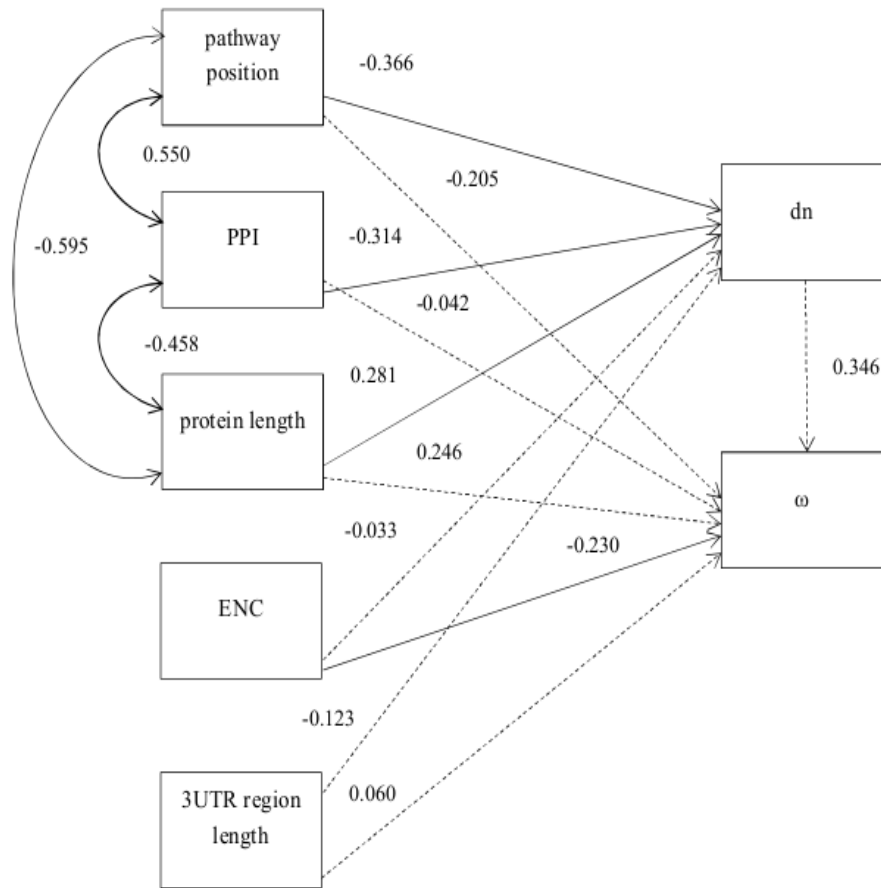 pathway
position
-0.366
0.550
-0.205
dn
PPI
-0.314
-0.595
-0.042
-0.458
0.281
0.346
protein length
0.246
ω
-0.033
-0.230
ENC
-0.123
3UTR region
length
0.060